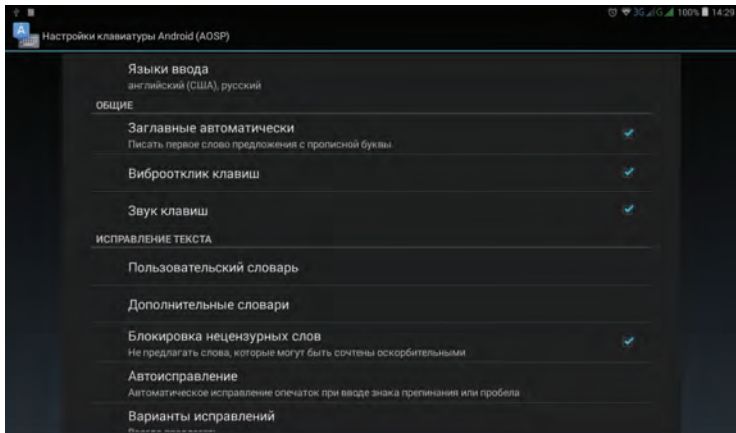 3G G 100% 14:29
Настройки клавиатуры Android (AOSP)
Языки ввода
английский (США), русский
ОБЩИЕ
Заглавные автоматически
Писать первое слово предложения с прописной буквы
Виброотклик клавиш
Звук клавиш
ИСПРАВЛЕНИЕ ТЕКСТА
Пользовательский словарь
Дополнительные словари
Блокировка нецензурных слов
Не предлагать слова, которые могут быть сочтены оскорбительными
Автоисправление
Автоматическое исправление опечаток при вводе знака препинания или пробела
Варианты исправлений